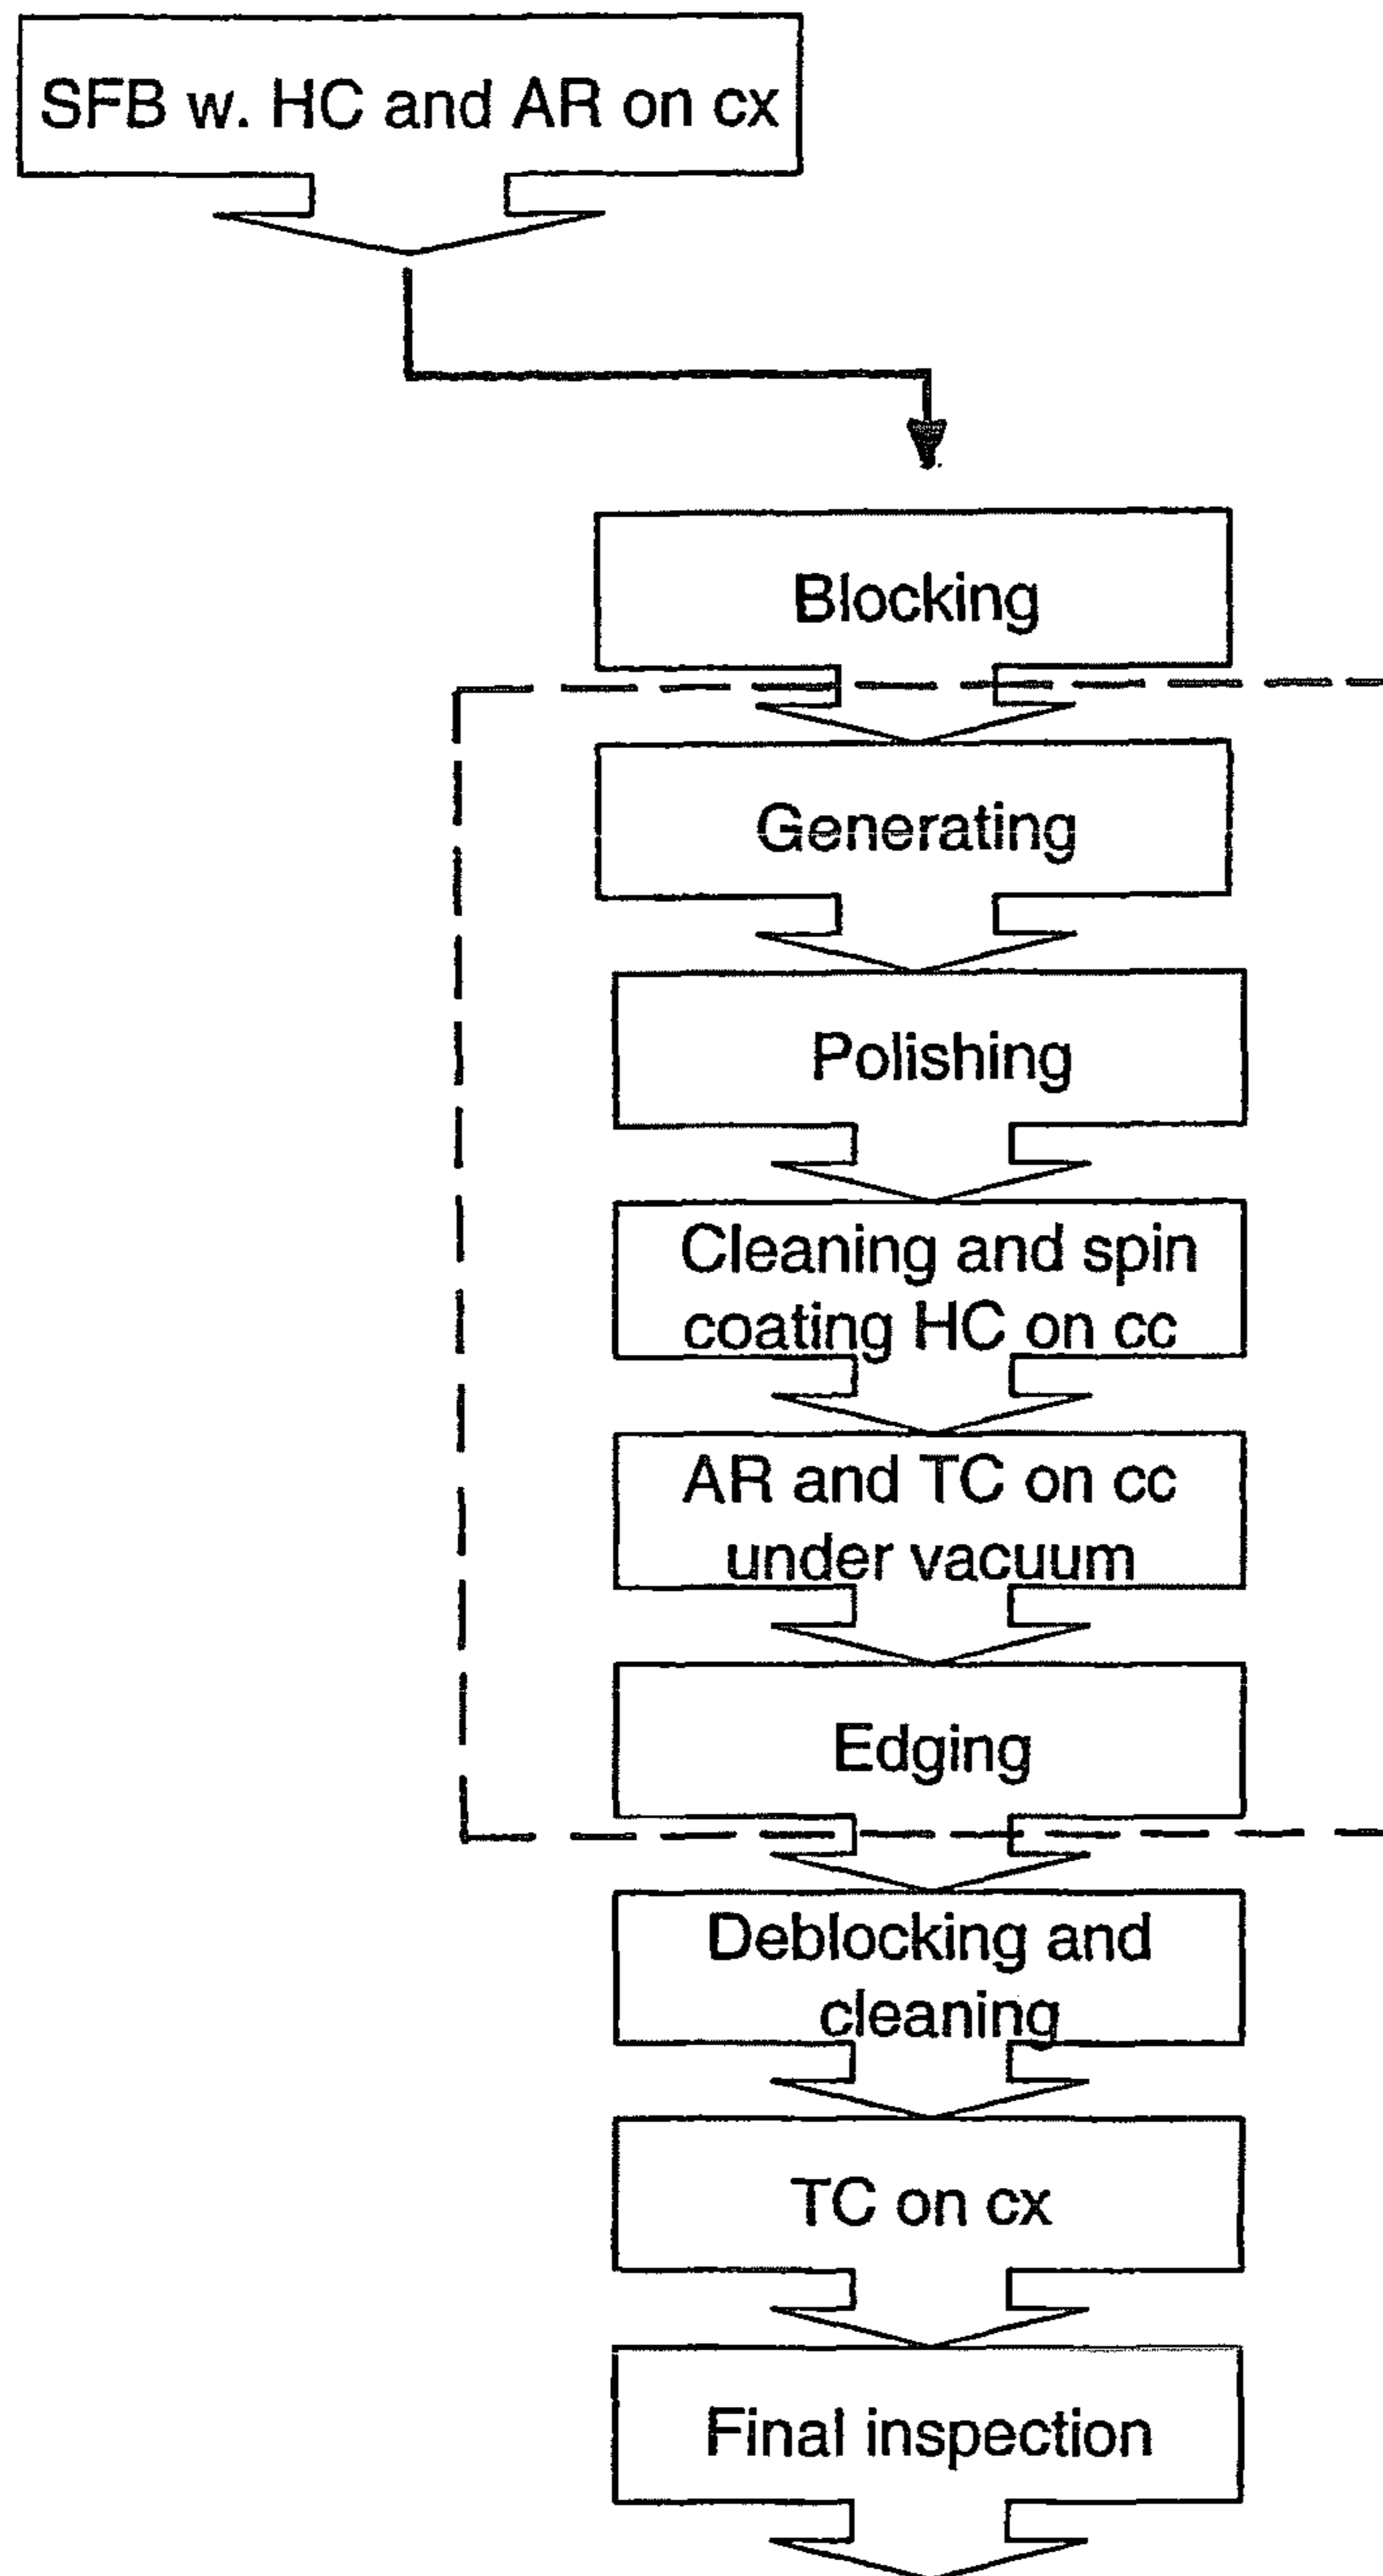 SFB w. HC and AR on cx
Blocking
Generating
Polishing
Cleaning and spin
coating HC on cc
AR and TC on cc
under vacuum
Edging
Deblocking and
cleaning
TC on cx
Final inspection